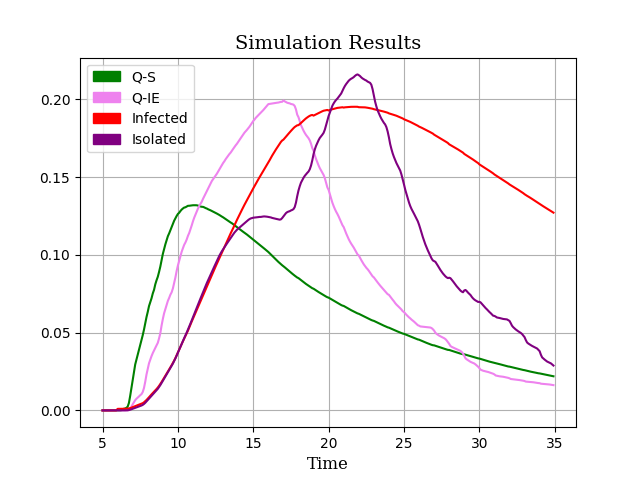 Simulation Results
Q-S
Q-IE
Infected
Isolated
0.20
0.15
0.10
0.05
0.00
5 10 15 20 25 30 35
Time